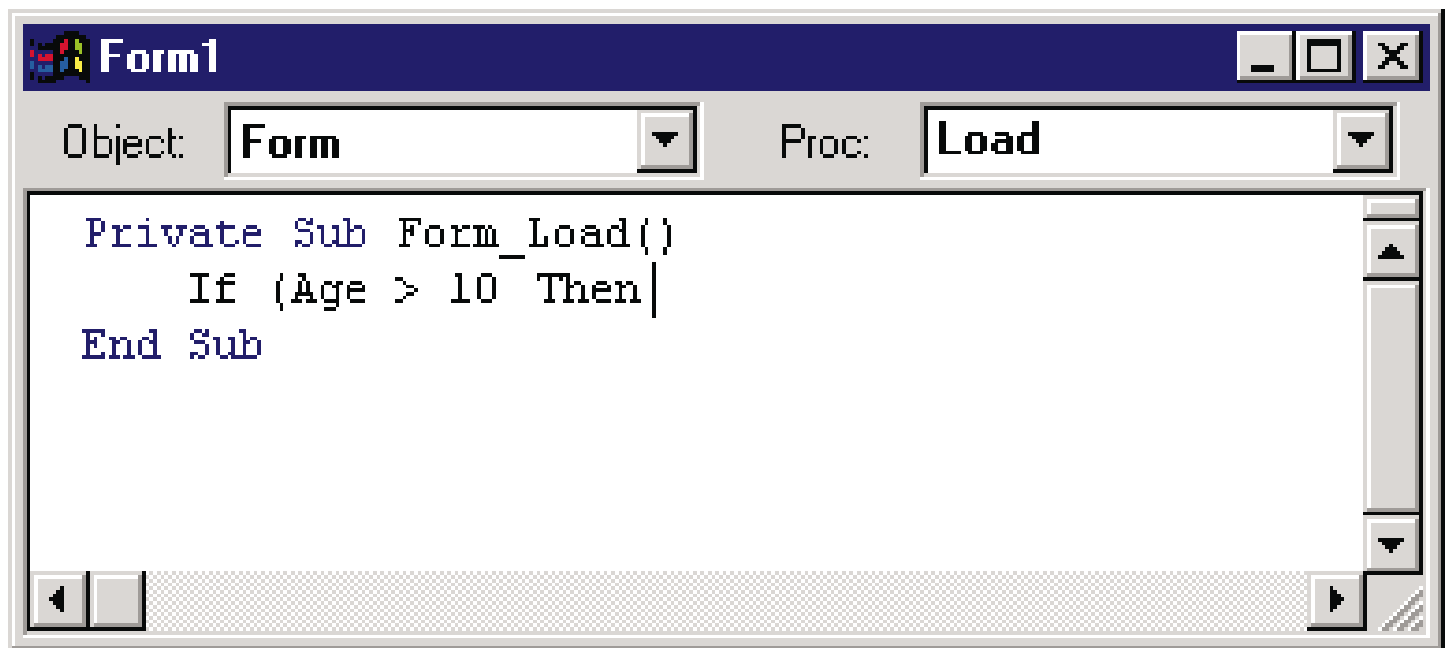 Form1
Object: Form Proc: Load
Private Sub Form_Load()
If (Age > 10 Then
End Sub